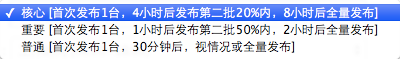 ✓ 核心 [首次发布1台，4小时后发布第二批20%内，8小时后全量发布]
重要 [首次发布1台，1小时后发布第二批50%内，2小时后全量发布]
普通 [首次发布1台，30分钟后，视情况或全量发布]